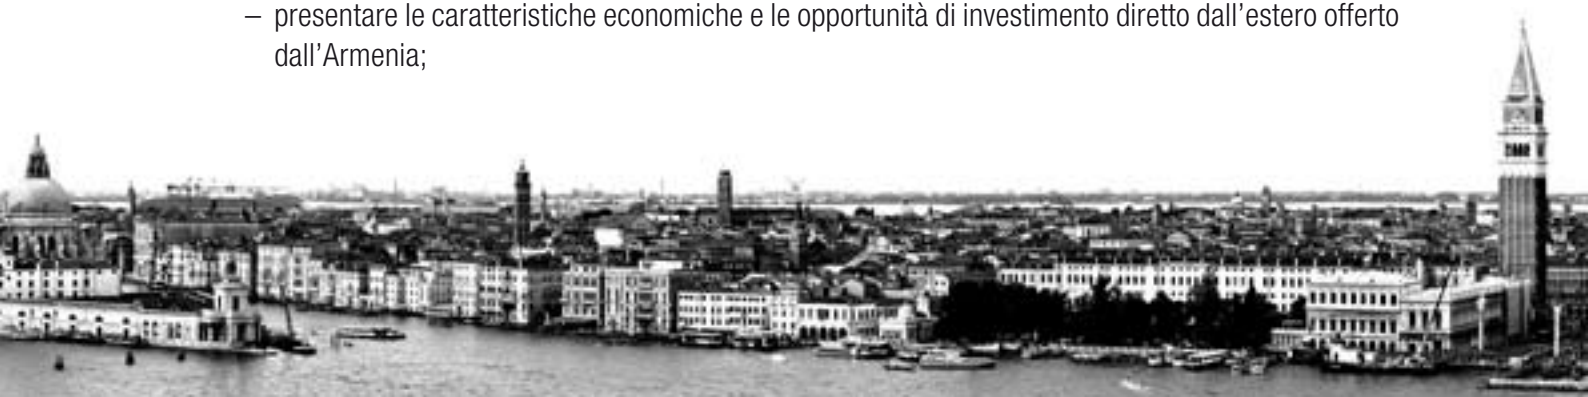 – presentare le caratteristiche economiche e le opportunità di investimento diretto dall’estero offerto
dall’Armenia;